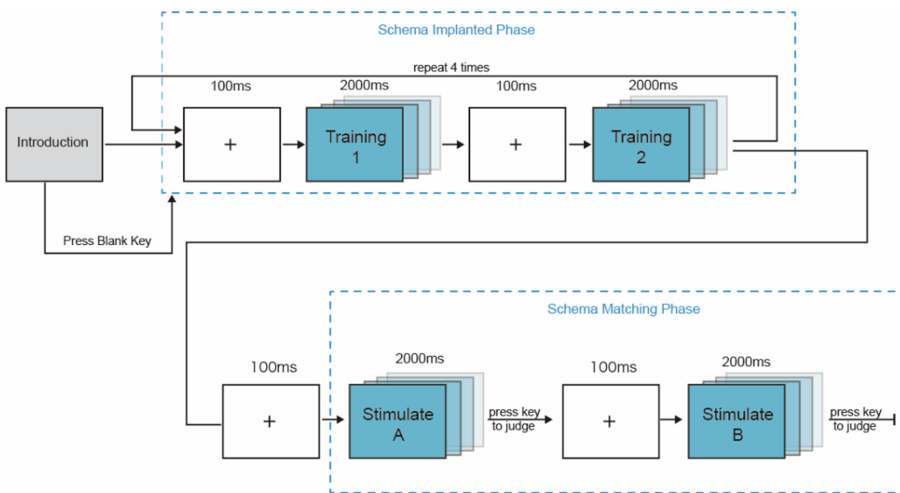 Schema Implanted Phase
repeat 4 times
100ms
2000ms
100ms
2000ms
Introduction
+
Training
1
+
Training
2
Press Blank Key
Schema Matching Phase
100ms
2000ms
100ms
2000ms
+
Stimulate
A
press key
to judge
+
Stimulate
B
press key
to judge